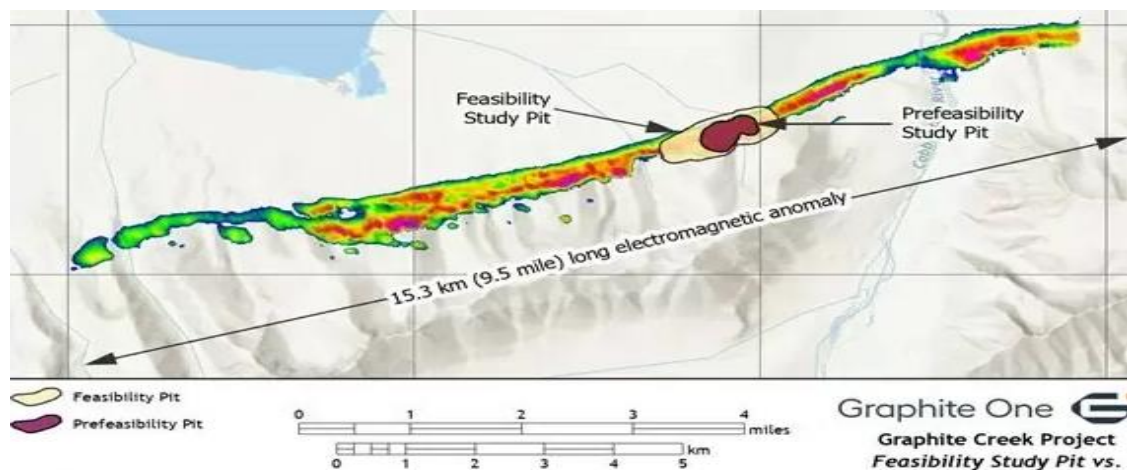 Feasibility
Study Pit
Prefeasibility
Study Pit
River
15.3 km (9.5 mile) long electromagnetic anomaly
Feasibility Pit
Prefeasibility Pit
0 1 2 3 4
miles
km
0 1 2 3 4 5
Graphite One
Graphite Creek Project
Feasibility Study Pit vs.